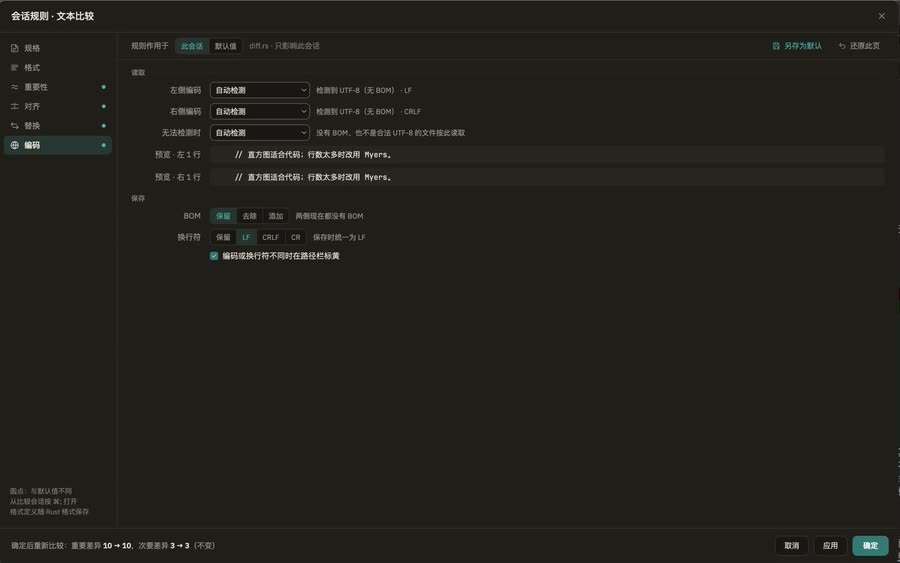 会话规则 · 文本比较
规格
格式
重要性
对齐
替换
编码
规则作用于 此会话 默认值 diff.rs · 只影响此会话 另存为默认 还原此页
读取
左侧编码 自动检测 检测到 UTF-8（无 BOM） · LF
右侧编码 自动检测 检测到 UTF-8（无 BOM） · CRLF
无法检测时 自动检测 没有 BOM、也不是合法 UTF-8 的文件按此读取
预览 · 左 1 行 // 直方图适合代码；行数太多时改用 Myers。
预览 · 右 1 行 // 直方图适合代码；行数太多时改用 Myers。
保存
BOM 保留 去除 添加 两侧现在都没有 BOM
换行符 保留 LF CRLF CR 保存时统一为 LF
编码或换行符不同时在路径栏标黄
圆点：与默认值不同
从比较会话按 ⌘; 打开
格式定义随 Rust 格式保存
确定后重新比较：重要差异 10 → 10，次要差异 3 → 3（不变） 取消 应用 确定